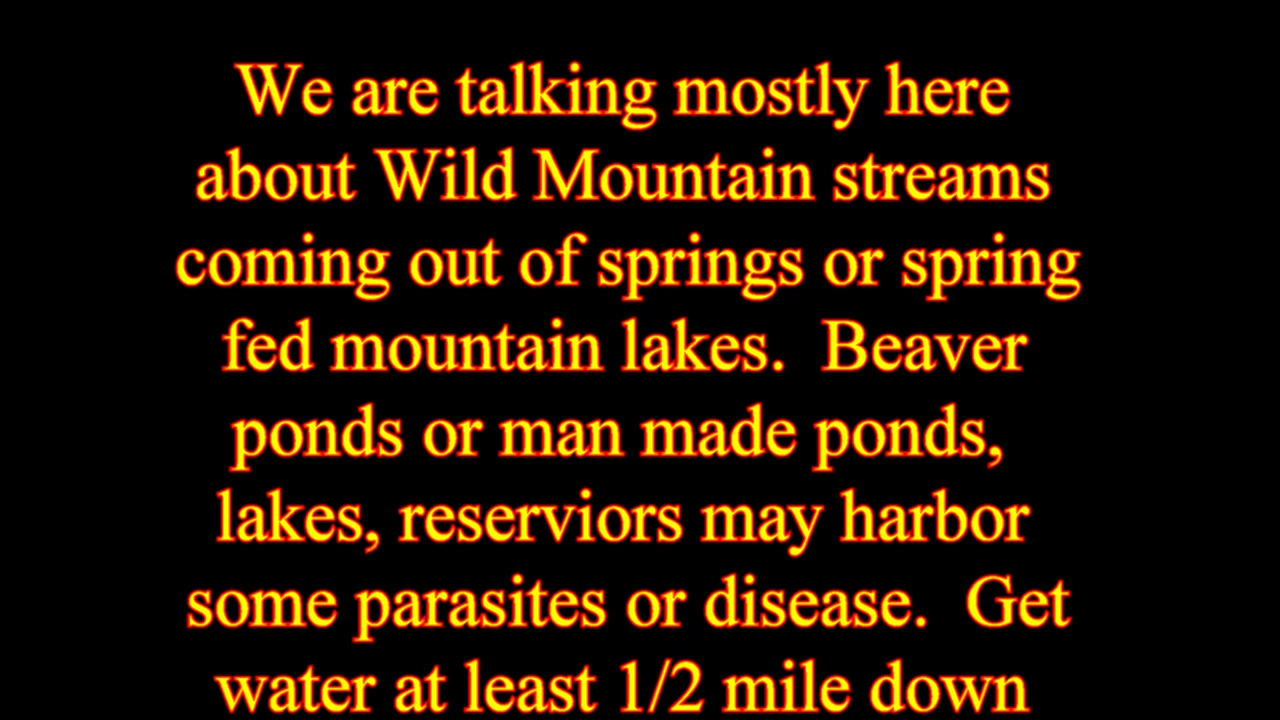 We are talking mostly here
about Wild Mountain streams
coming out of springs or spring
fed mountain lakes.  Beaver
ponds or man made ponds,
lakes, reserviors may harbor
some parasites or disease.  Get
water at least 1/2 mile down